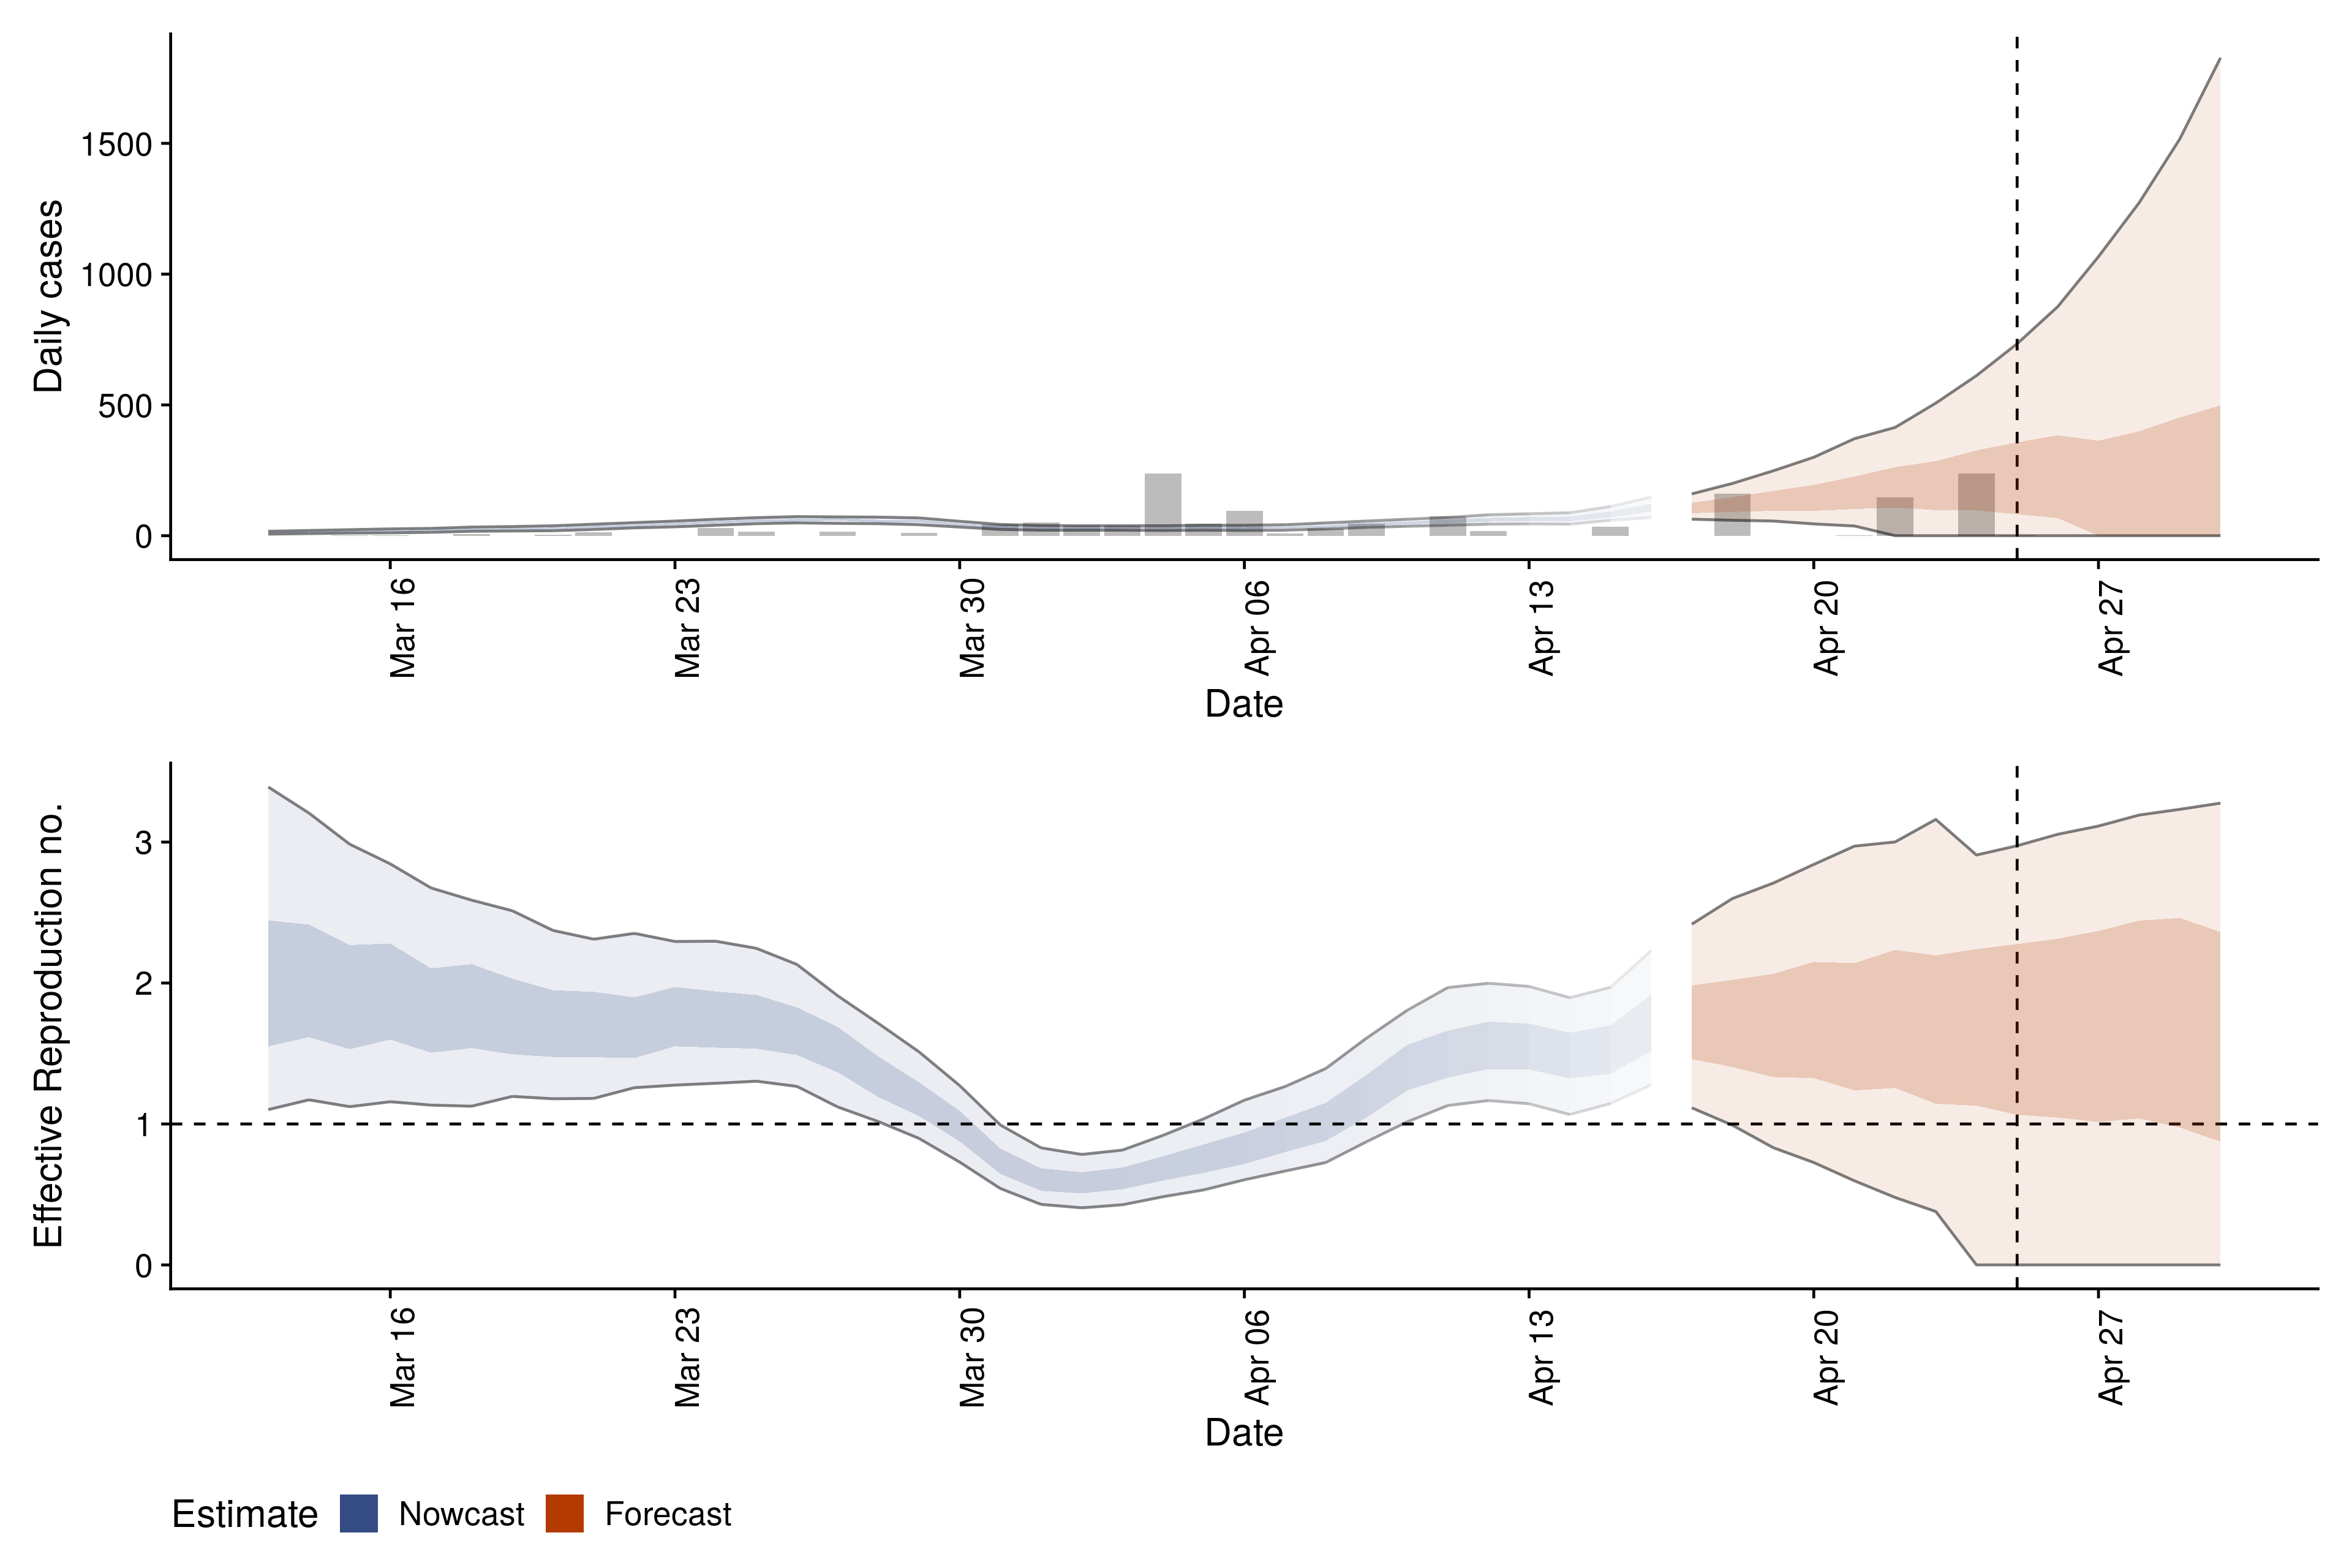 Daily cases
1500
1000
500
0
Mar 16
Mar 23
Mar 30
Apr 06
Apr 13
Apr 20
Apr 27
Date
Effective Reproduction no.
3
2
1
0
Mar 16
Mar 23
Mar 30
Apr 06
Apr 13
Apr 20
Apr 27
Date
Estimate Nowcast Forecast